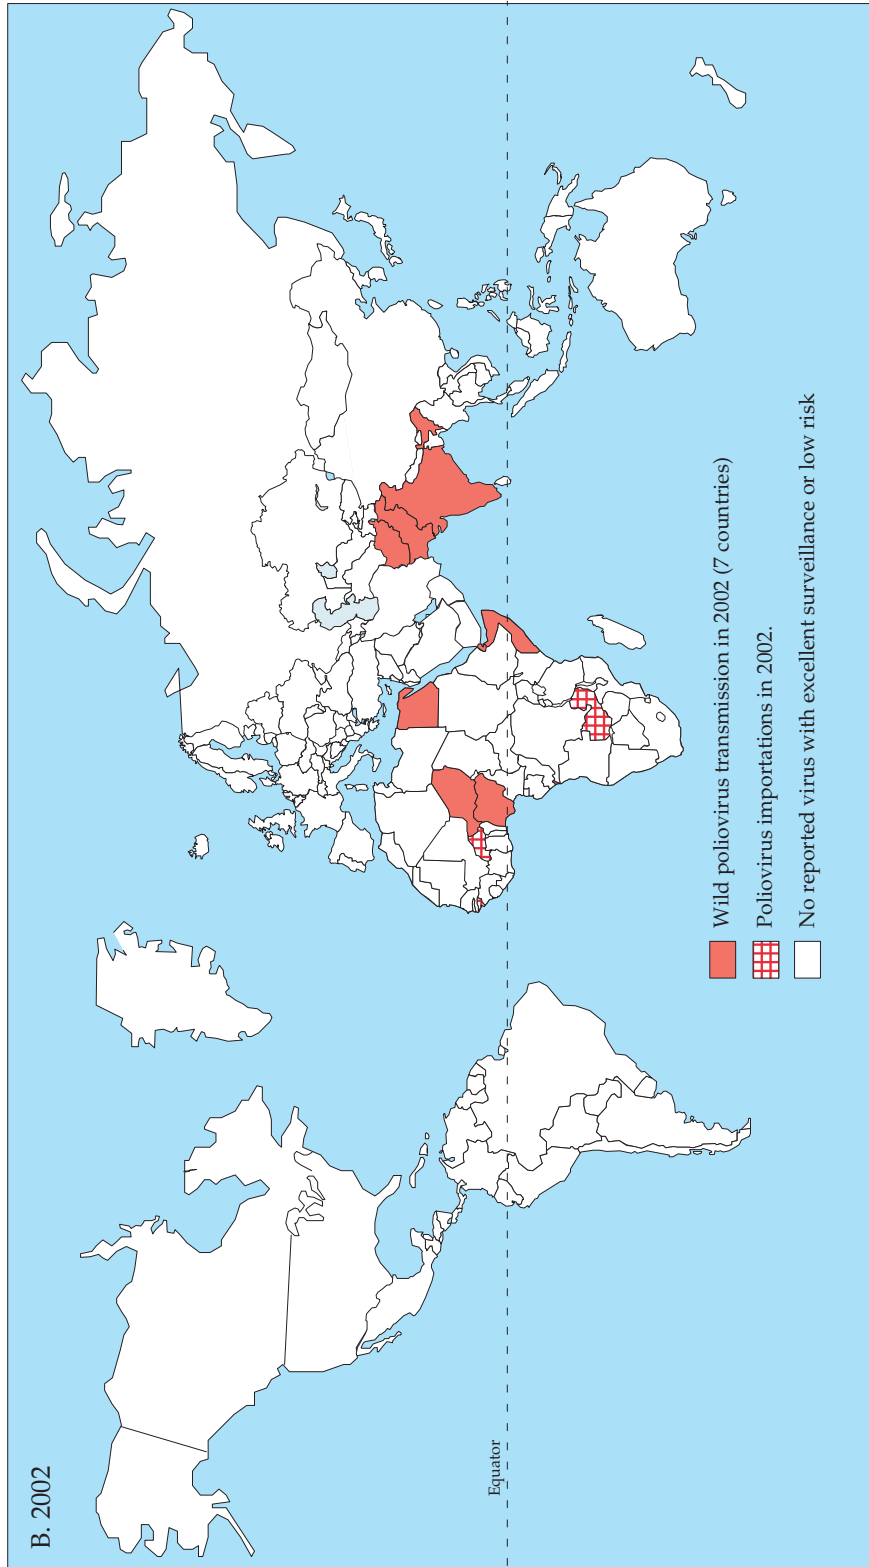 B. 2002
Equator
Wild poliovirus transmission in 2002 (7 countries)
Poliovirus importations in 2002.
No reported virus with excellent surveillance or low risk